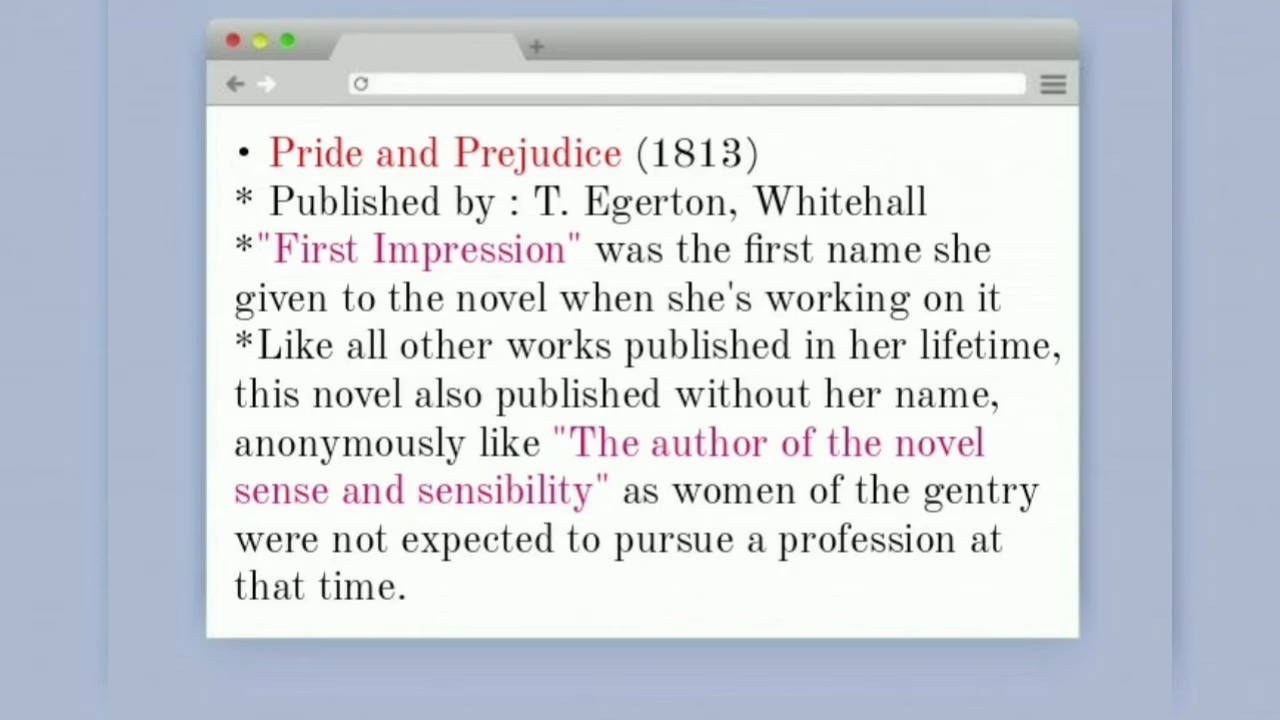 • Pride and Prejudice (1813)
* Published by : T. Egerton, Whitehall
*"First Impression" was the first name she
given to the novel when she's working on it
*Like all other works published in her lifetime,
this novel also published without her name,
anonymously like "The author of the novel
sense and sensibility" as women of the gentry
were not expected to pursue a profession at
that time.